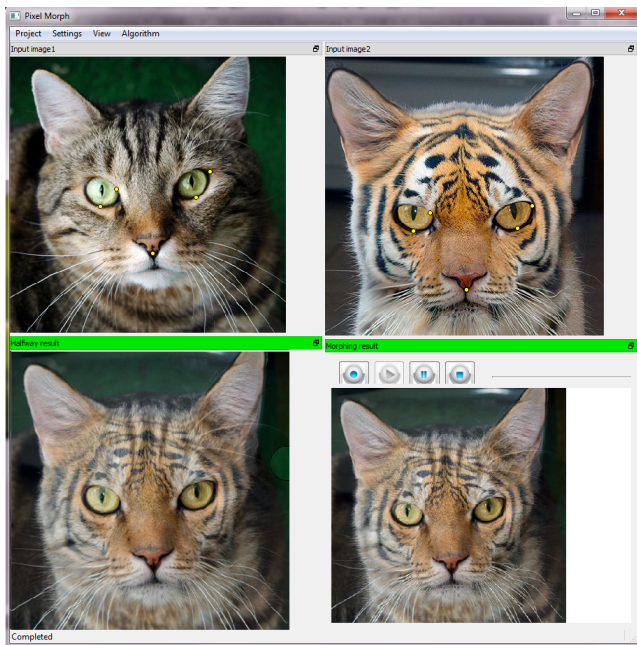 Pixel Morph
Project Settings View Algorithm
Input image1
Input image2
Halfway result
Morphing result
Completed